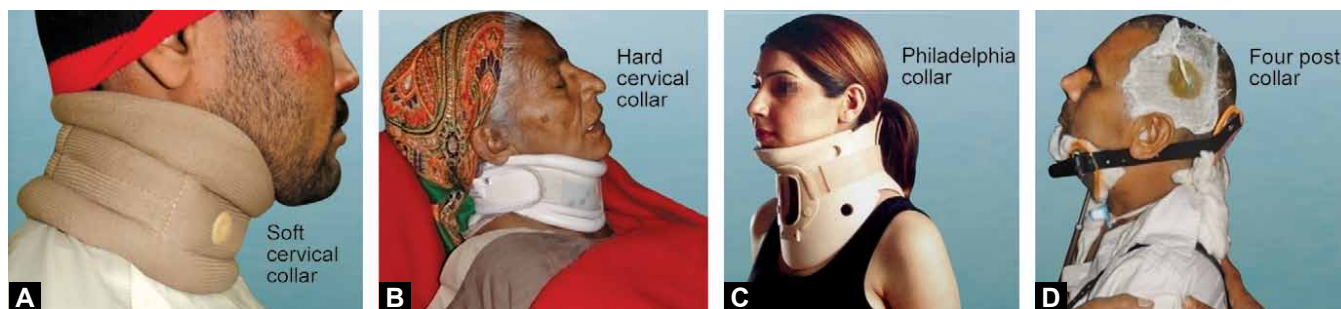 Soft
cervical
collar
A
Hard
cervical
collar
B
Philadelphia
collar
C
Four post
collar
D